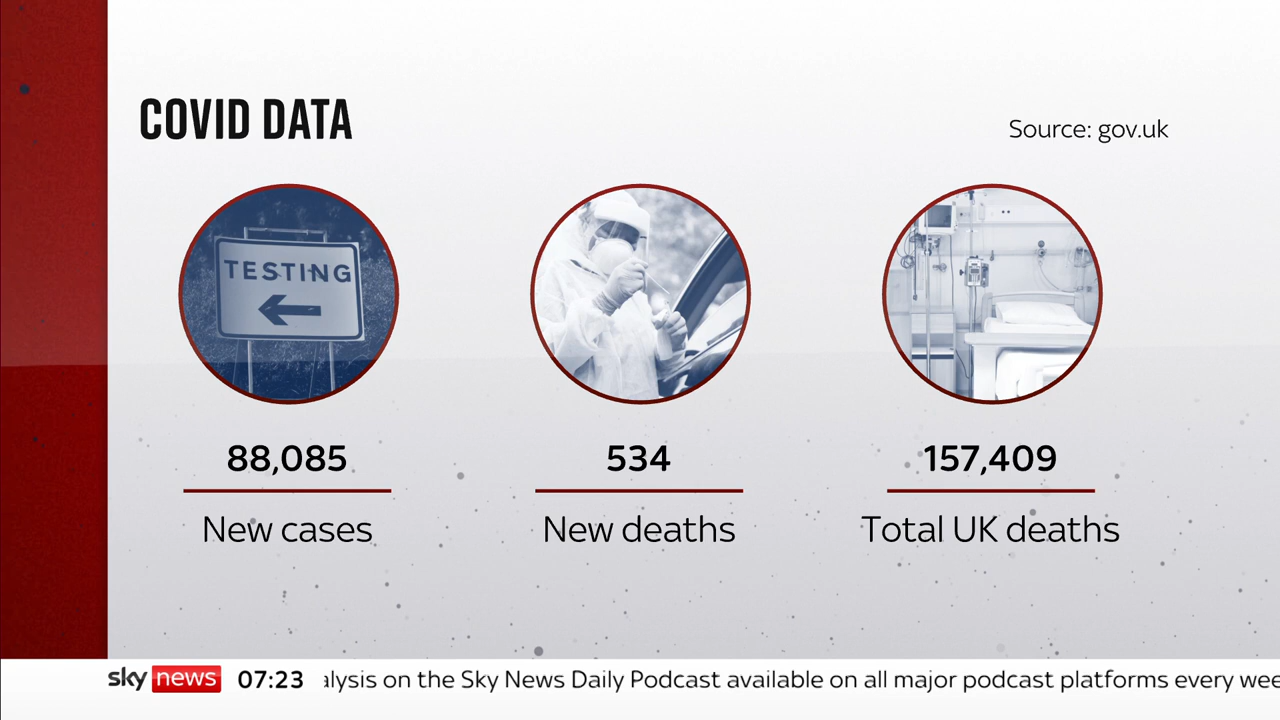 COVID DATA
Source: gov.uk
TESTING
88,085
534
157,409
New cases
New deaths
Total UK deaths
sky news 07:23 alysis on the Sky News Daily Podcast available on all major podcast platforms every wee